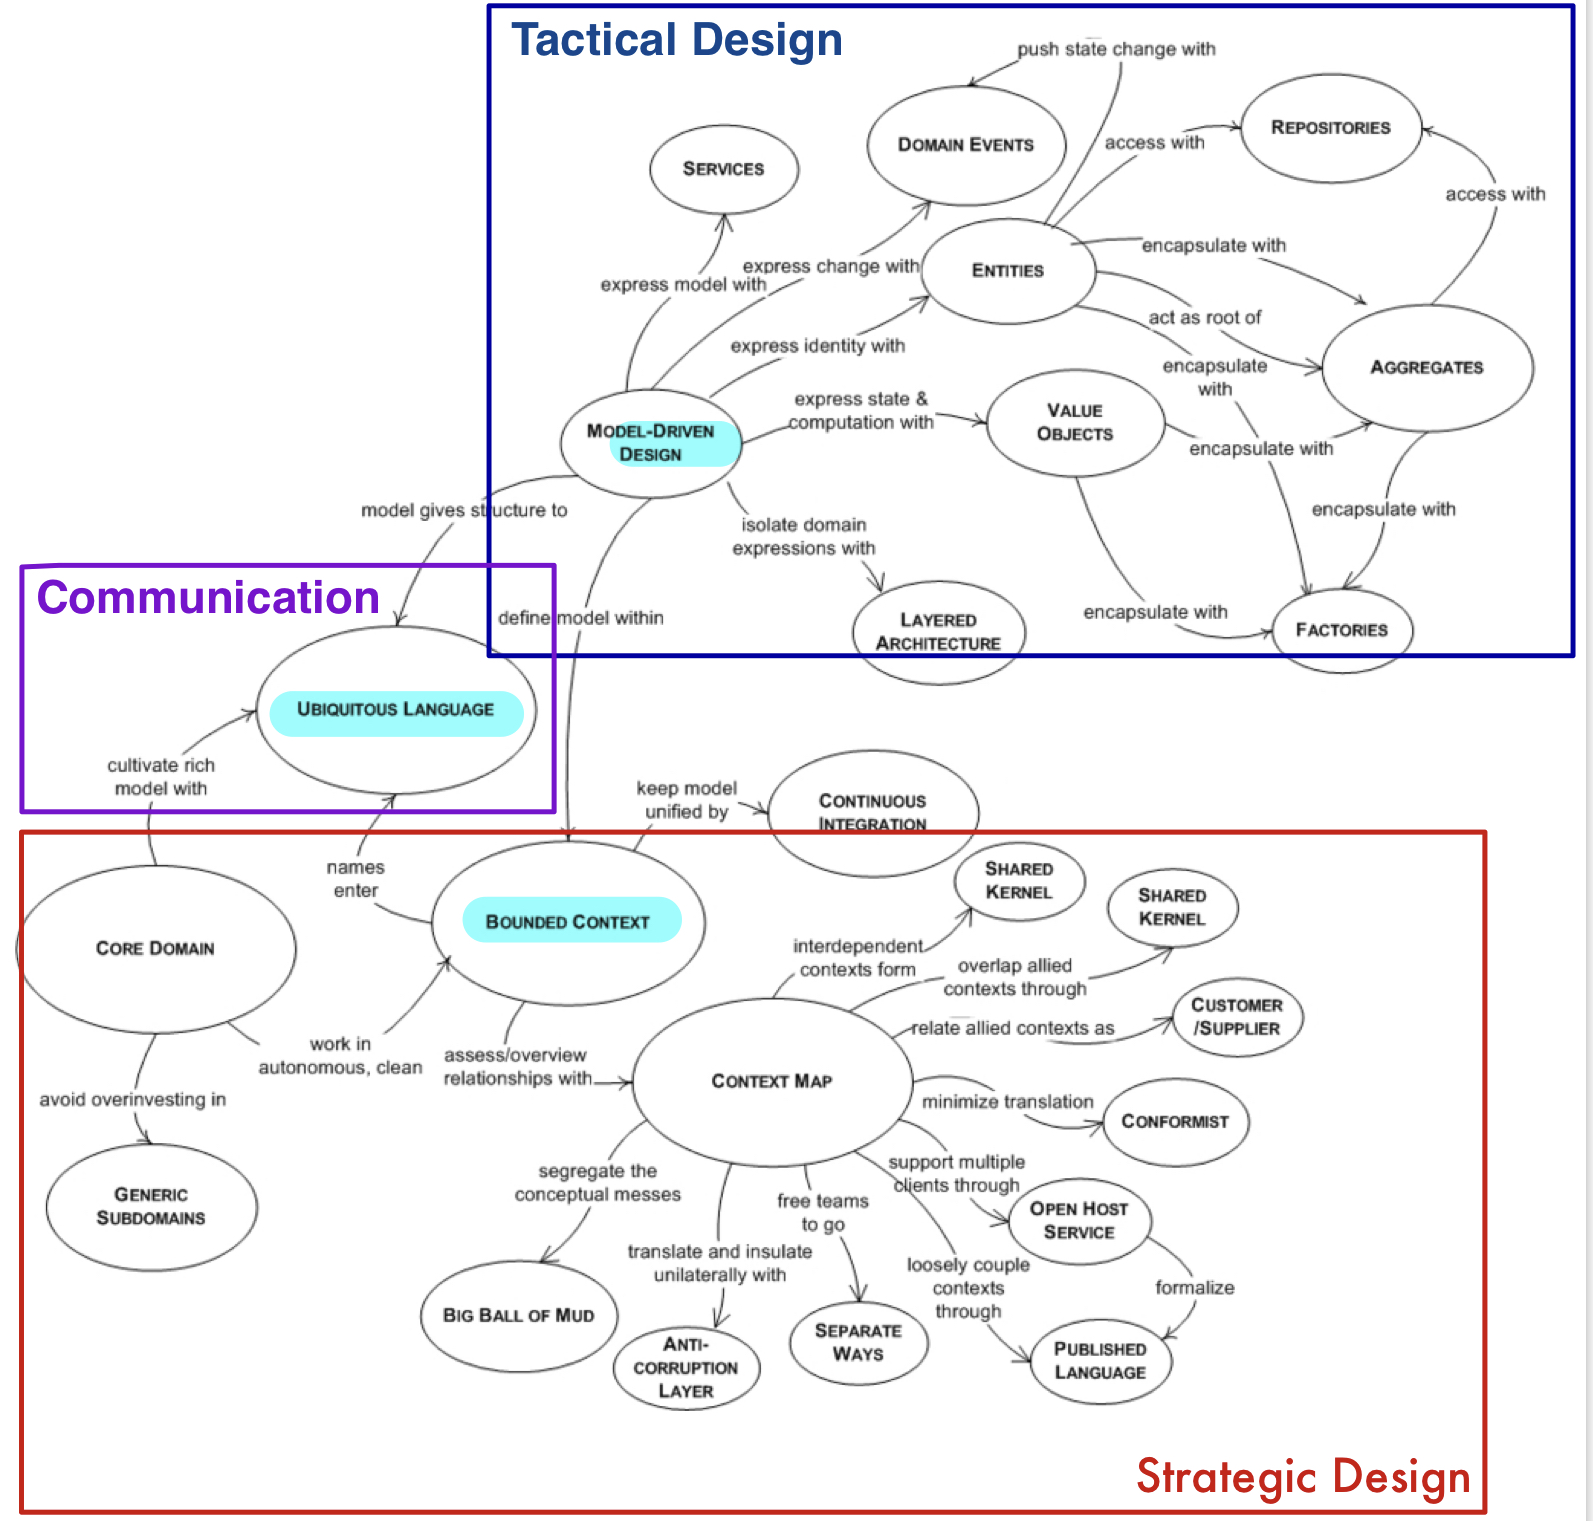 Tactical Design
push state change with
DOMAIN EVENTS
REPOSITORIES
access with
SERVICES
access with
express change with
express model with
ENTITIES
encapsulate with
act as root of
express identity with
encapsulate
with
AGGREGATES
express state &
computation with
VALUE
OBJECTS
MODEL-DRIVEN
DESIGN
encapsulate with
model gives structure to
isolate domain
expressions with
encapsulate with
Communication
define model within
LAYERED
ARCHITECTURE
encapsulate with
FACTORIES
UBIQUITOUS LANGUAGE
cultivate rich
model with
keep model
unified by
CONTINUOUS
INTEGRATION
names
enter
SHARED
KERNEL
SHARED
KERNEL
BOUNDED CONTEXT
CORE DOMAIN
interdependent
contexts form
overlap allied
contexts through
CUSTOMER
/SUPPLIER
relate allied contexts as
work in
autonomous, clean
assess/overview
relationships with
CONTEXT MAP
minimize translation
CONFORMIST
avoid overinvesting in
segregate the
conceptual messes
free teams
to go
support multiple
clients through
GENERIC
SUBDOMAINS
OPEN HOST
SERVICE
translate and insulate
unilaterally with
loosely couple
contexts
through
formalize
BIG BALL OF MUD
ANTI-
CORRUPTION
LAYER
SEPARATE
WAYS
PUBLISHED
LANGUAGE
Strategic Design